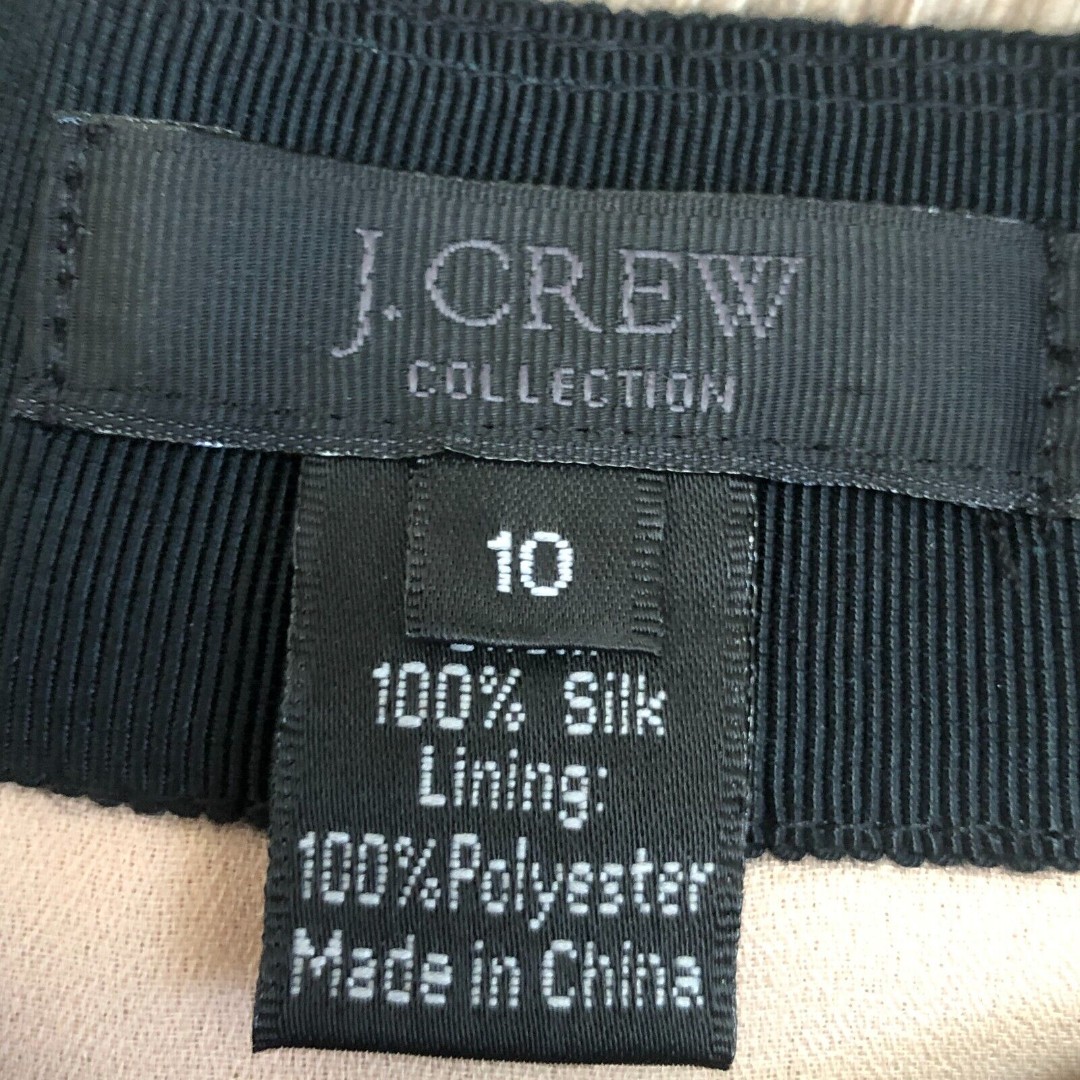 J.CREW
COLLECTION
10
100% Silk
Lining:
100% Polyester
Made in China